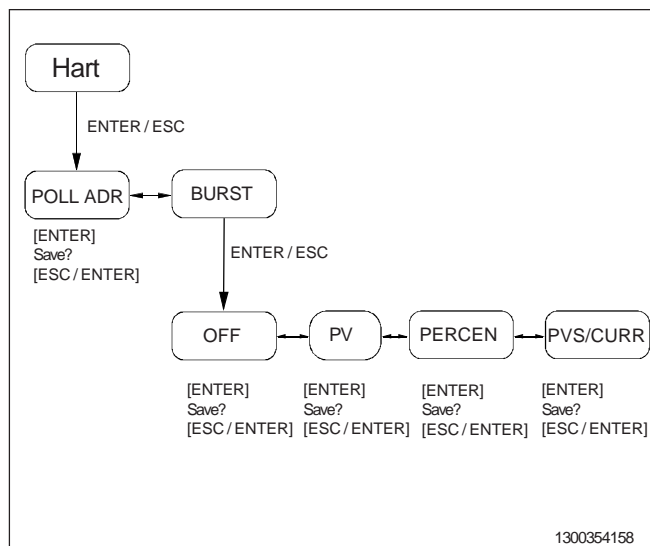 Hart
ENTER / ESC
POLL ADR
BURST
[ENTER]
Save?
[ESC / ENTER]
ENTER / ESC
OFF
PV
PERCEN
PVS/CURR
[ENTER]
Save?
[ESC / ENTER]
[ENTER]
Save?
[ESC / ENTER]
[ENTER]
Save?
[ESC / ENTER]
[ENTER]
Save?
[ESC / ENTER]
1300354158